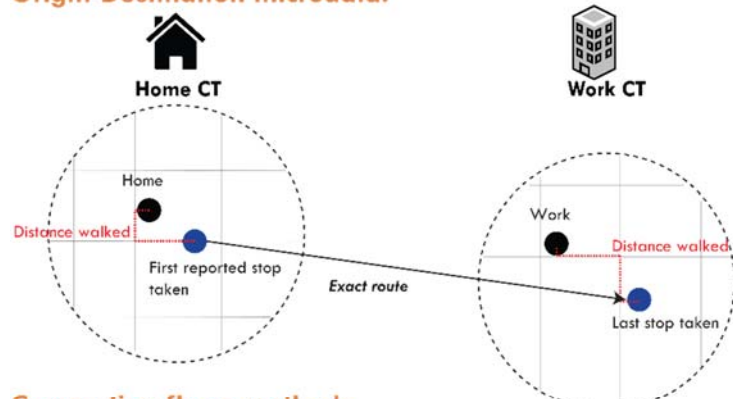 Home CT
Work CT
Home
Distance walked
First reported stop
taken
Exact route
Work
Distance walked
Last stop taken